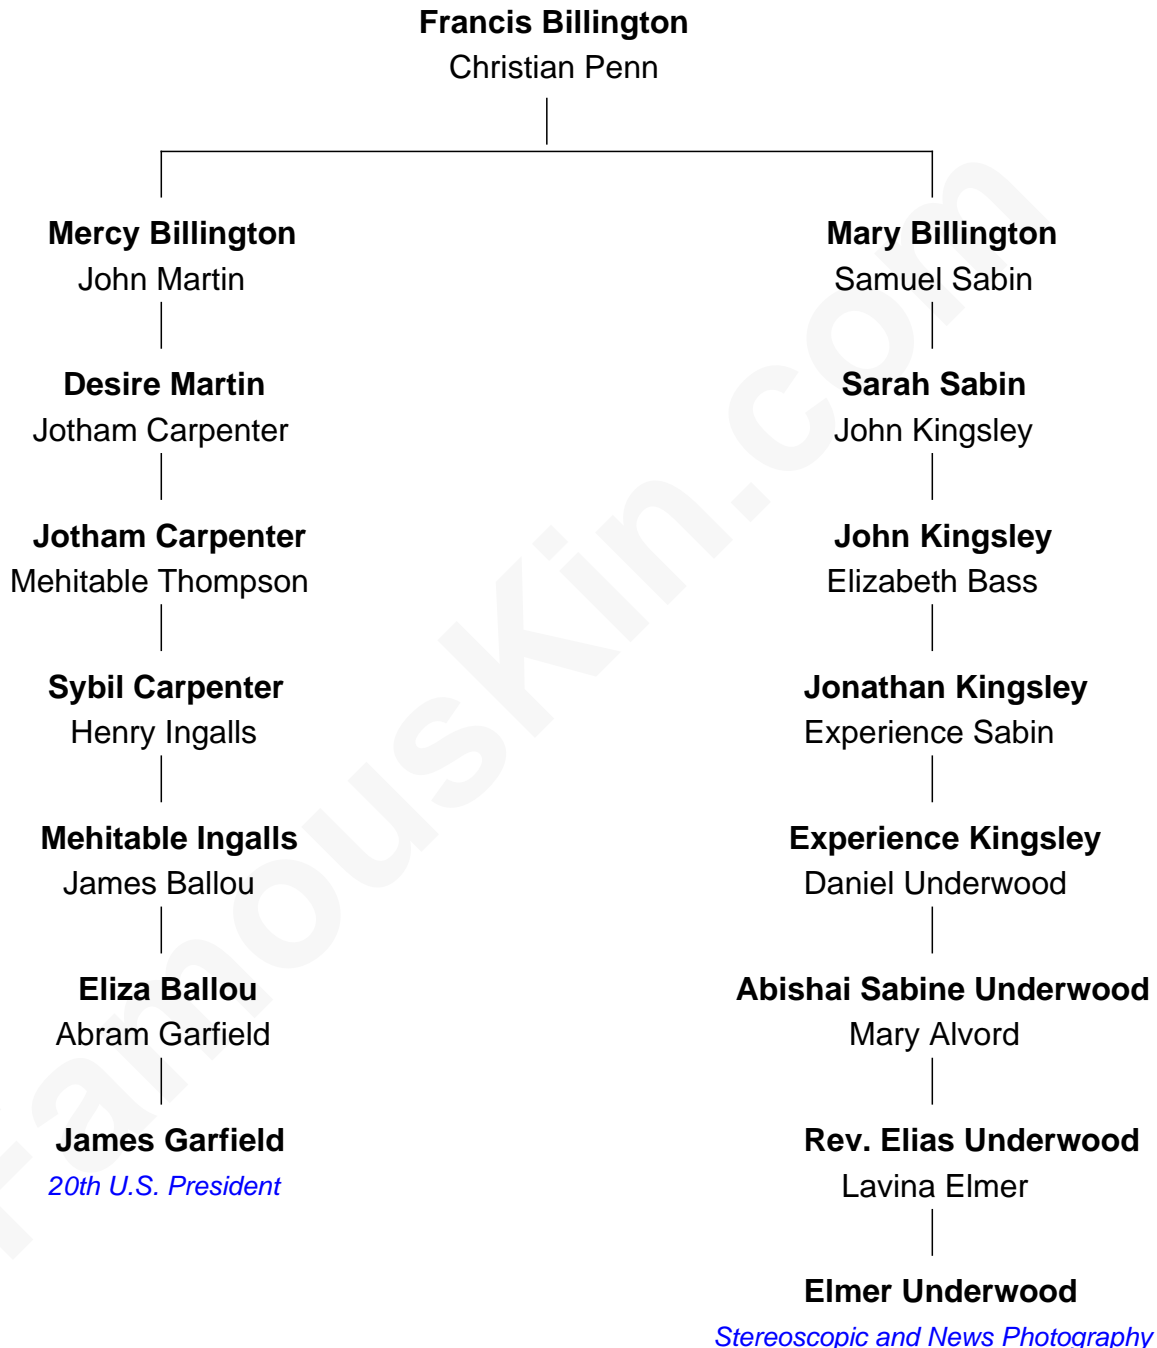 Francis Billington
Christian Penn
Mercy Billington
John Martin
Desire Martin
Jotham Carpenter
Jotham Carpenter
Mehitable Thompson
Sybil Carpenter
Henry Ingalls
Mehitable Ingalls
James Ballou
Eliza Ballou
Abram Garfield
James Garfield
20th U.S. President
Mary Billington
Samuel Sabin
Sarah Sabin
John Kingsley
John Kingsley
Elizabeth Bass
Jonathan Kingsley
Experience Sabin
Experience Kingsley
Daniel Underwood
Abishai Sabine Underwood
Mary Alvord
Rev. Elias Underwood
Lavina Elmer
Elmer Underwood
Stereoscopic and News Photography
FamousKin.com